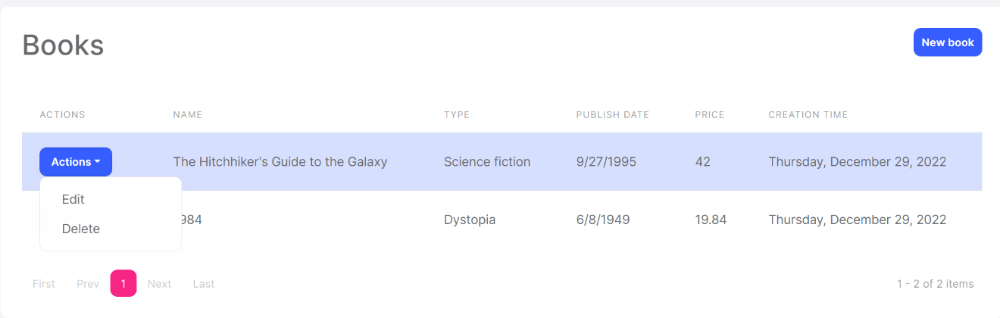 Books
New book
ACTIONS NAME TYPE PUBLISH DATE PRICE CREATION TIME
Actions The Hitchhiker's Guide to the Galaxy Science fiction 9/27/1995 42 Thursday, December 29, 2022
Edit
984 Dystopia 6/8/1949 19.84 Thursday, December 29, 2022
Delete
First Prev 1 Next Last 1 - 2 of 2 items